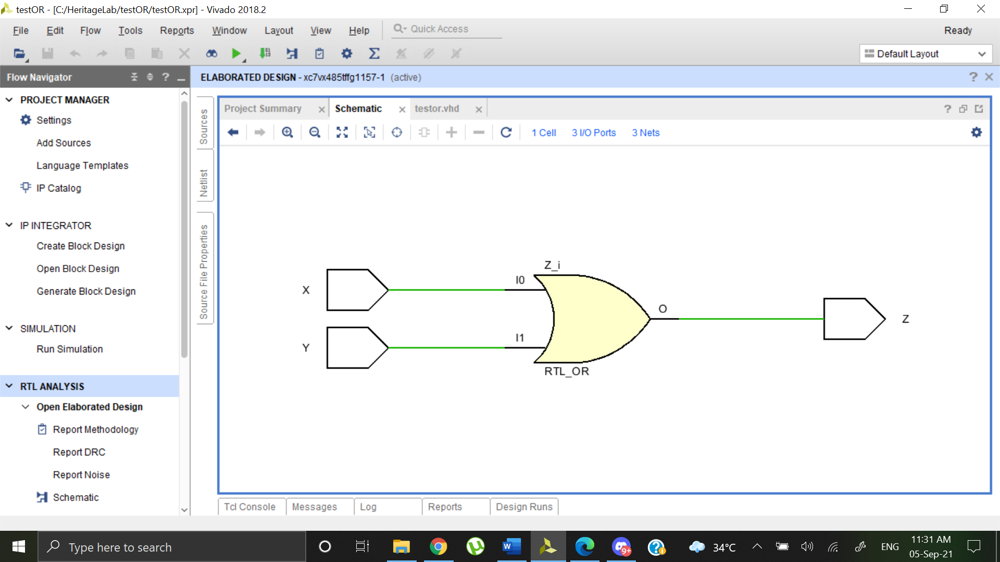 testOR - [C:/HeritageLab/testOR/testOR.xpr] - Vivado 2018.2
File Edit Flow Tools Reports Window Layout View Help Quick Access Ready
Default Layout
Flow Navigator
ELABORATED DESIGN - xc7vx485tffg1157-1 (active)
PROJECT MANAGER
Settings
Add Sources
Language Templates
IP Catalog
IP INTEGRATOR
Create Block Design
Open Block Design
Generate Block Design
SIMULATION
Run Simulation
RTL ANALYSIS
Open Elaborated Design
Report Methodology
Report DRC
Report Noise
Schematic
Sources
Netlist
Source File Properties
Project Summary Schematic testor.vhd
1 Cell 3 I/O Ports 3 Nets
Z_i
I0
X
O
Z
I1
Y
RTL_OR
Tcl Console Messages Log Reports Design Runs
Type here to search
9+
34°C
ENG
11:31 AM
05-Sep-21